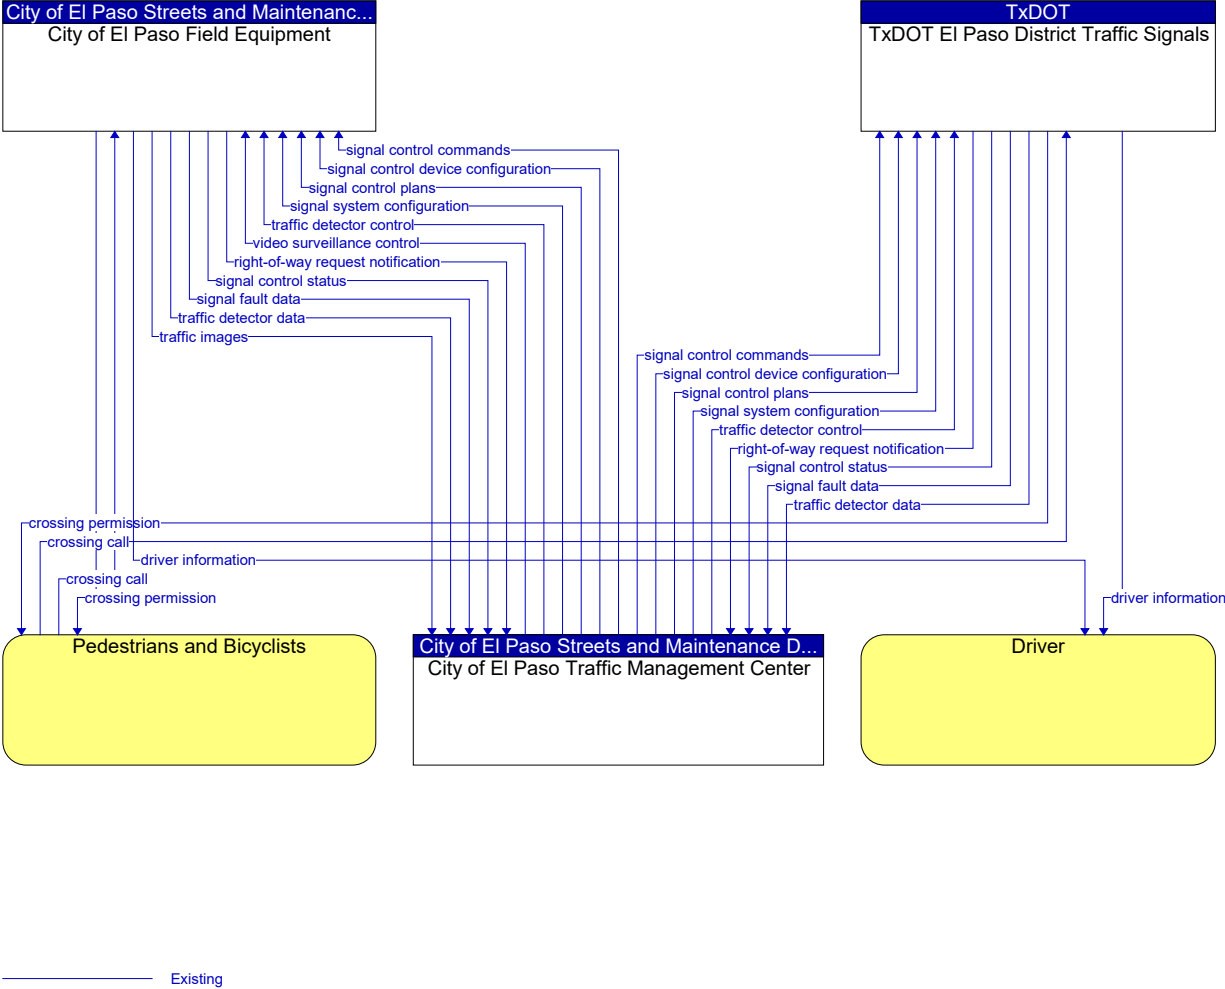 City of El Paso Streets and Maintenanc...
City of El Paso Field Equipment
TxDOT
TxDOT El Paso District Traffic Signals
signal control commands
signal control device configuration
signal control plans
signal system configuration
traffic detector control
video surveillance control
right-of-way request notification
signal control status
signal fault data
traffic detector data
traffic images
signal control commands
signal control device configuration
signal control plans
signal system configuration
traffic detector control
right-of-way request notification
signal control status
signal fault data
traffic detector data
crossing permission
crossing call
driver information
crossing call
crossing permission
driver information
Pedestrians and Bicyclists
City of El Paso Streets and Maintenance D...
City of El Paso Traffic Management Center
Driver
Existing